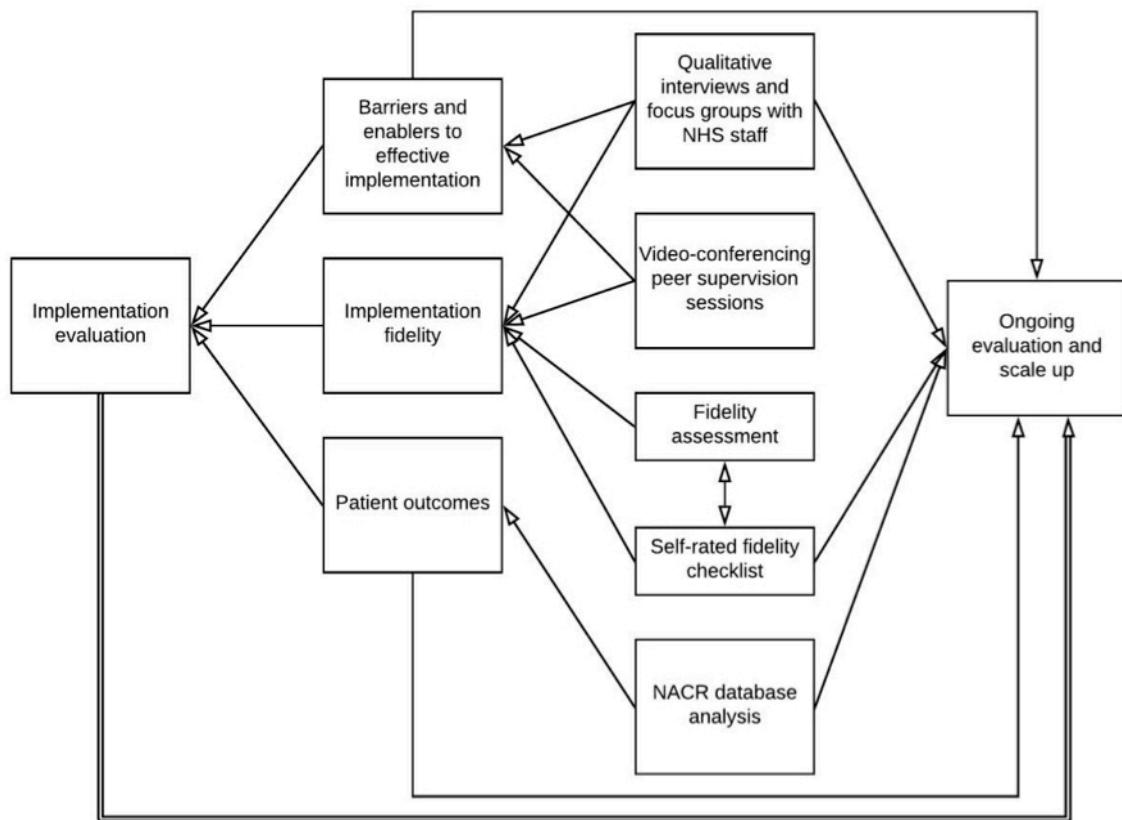 Implementation
evaluation
Barriers and
enablers to
effective
implementation
Implementation
fidelity
Patient outcomes
Qualitative
interviews and
focus groups with
NHS staff
Video-conferencing
peer supervision
sessions
Fidelity
assessment
Self-rated fidelity
checklist
NACR database
analysis
Ongoing
evaluation and
scale up